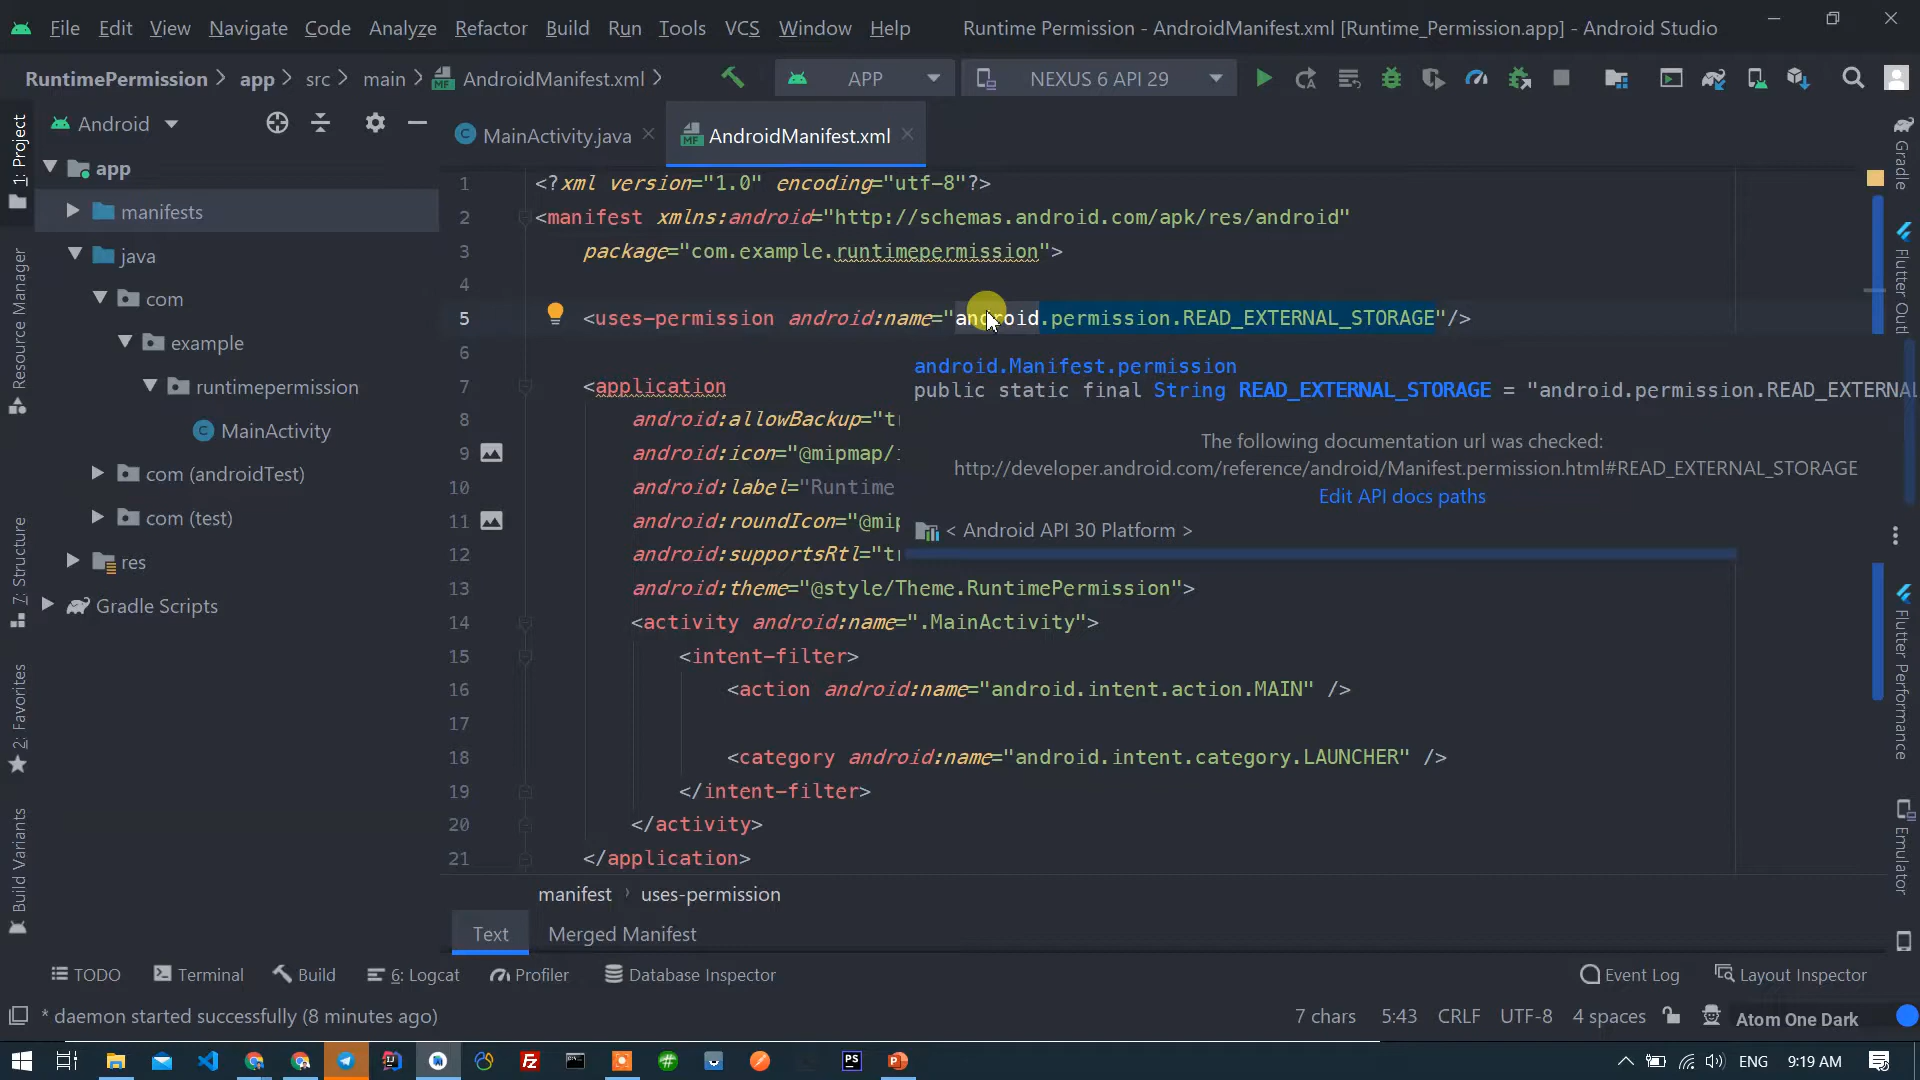 File Edit View Navigate Code Analyze Refactor Build Run Tools VCS Window Help Runtime Permission - AndroidManifest.xml [Runtime_Permission.app] - Android Studio
RuntimePermission app src main AndroidManifest.xml APP NEXUS 6 API 29
Android
MainActivity.java AndroidManifest.xml
1: Project
Resource Manager
7: Structure
2: Favorites
Build Variants
app
manifests
java
com
example
runtimepermission
MainActivity
com (androidTest)
com (test)
res
Gradle Scripts
1 <?xml version="1.0" encoding="utf-8"?>
2 <manifest xmlns:android="http://schemas.android.com/apk/res/android"
3 package="com.example.runtimepermission">
4
5 <uses-permission android:name="android.permission.READ_EXTERNAL_STORAGE"/>
6
7 <application
8 android:allowBackup="t
9 android:icon="@mipmap/
10 android:label="Runtime
11 android:roundIcon="@mip
12 android:supportsRtl="t
13 android:theme="@style/Theme.RuntimePermission">
14 <activity android:name=".MainActivity">
15 <intent-filter>
16 <action android:name="android.intent.action.MAIN" />
17
18 <category android:name="android.intent.category.LAUNCHER" />
19 </intent-filter>
20 </activity>
21 </application>
android.Manifest.permission
public static final String READ_EXTERNAL_STORAGE = "android.permission.READ_EXTERNAL
The following documentation url was checked:
http://developer.android.com/reference/android/Manifest.permission.html#READ_EXTERNAL_STORAGE
Edit API docs paths
< Android API 30 Platform >
Gradle
Flutter Outl
Flutter Performance
Emulator
manifest uses-permission
Text Merged Manifest
TODO Terminal Build 6: Logcat Profiler Database Inspector Event Log Layout Inspector
* daemon started successfully (8 minutes ago) 7 chars 5:43 CRLF UTF-8 4 spaces Atom One Dark
ENG 9:19 AM